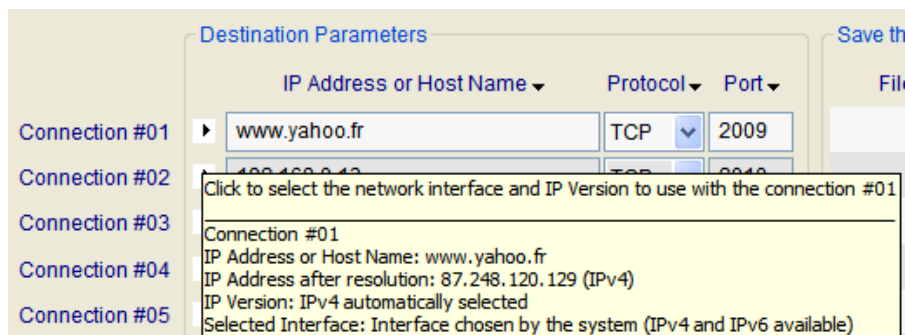 Destination Parameters
Save th
IP Address or Host Name
Protocol
Port
File
Connection #01
www.yahoo.fr
TCP
2009
Connection #02
Connection #03
Connection #04
Connection #05
Click to select the network interface and IP Version to use with the connection #01
Connection #01
IP Address or Host Name: www.yahoo.fr
IP Address after resolution: 87.248.120.129 (IPv4)
IP Version: IPv4 automatically selected
Selected Interface: Interface chosen by the system (IPv4 and IPv6 available)